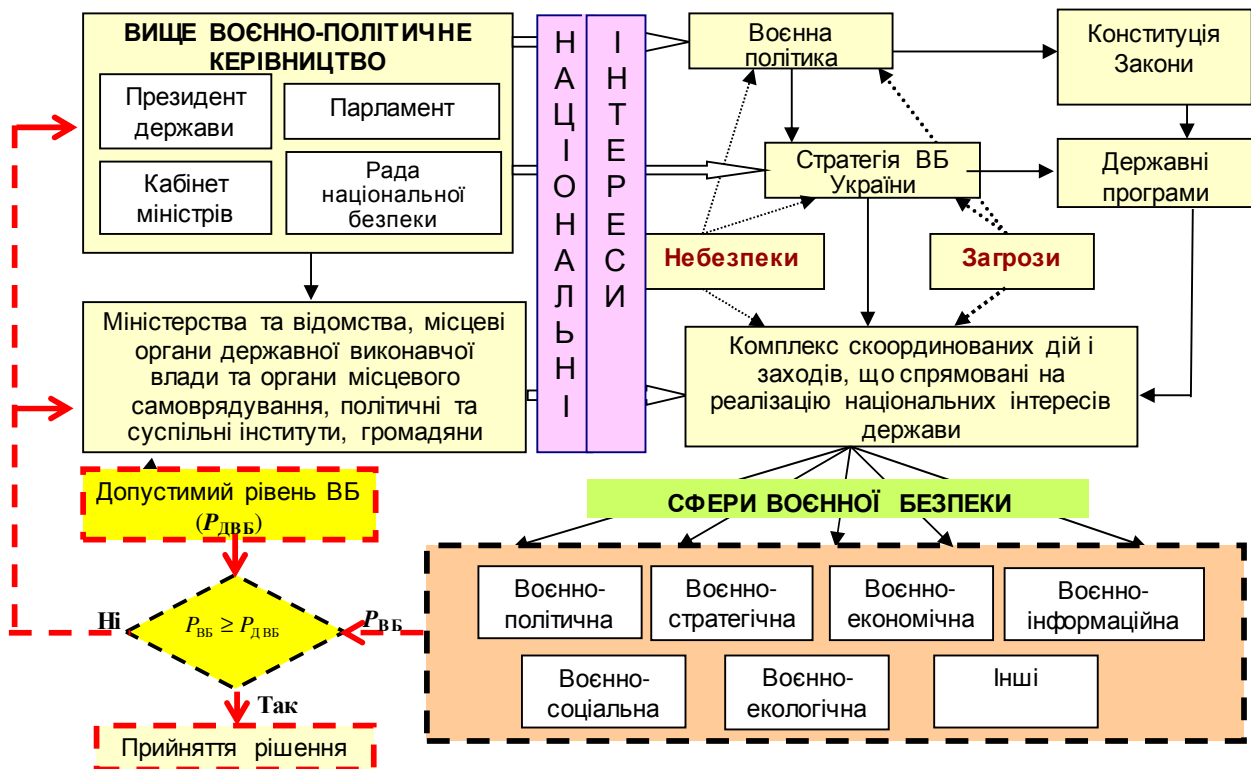 ВИЩЕ ВОЄННО-ПОЛІТИЧНЕ
КЕРІВНИЦТВО
Президент
держави
Парламент
Кабінет
міністрів
Рада
національної
безпеки
НАЦІОНАЛЬНІ
ІНТЕРЕСИ
Воєнна
політика
Конституція
Закони
Стратегія ВБ
України
Державні
програми
Небезпеки
Загрози
Міністерства та відомства, місцеві
органи державної виконавчої
влади та органи місцевого
самоврядування, політичні та
суспільні інститути, громадяни
Комплекс скоординованих дій і
заходів, що спрямовані на
реалізацію національних інтересів
держави
Допустимий рівень ВБ
(PДВБ)
СФЕРИ ВОЄННОЇ БЕЗПЕКИ
Ні
PВБ ≥ PДВБ
PВБ
Так
Прийняття рішення
Воєнно-
політична
Воєнно-
стратегічна
Воєнно-
економічна
Воєнно-
інформаційна
Воєнно-
соціальна
Воєнно-
екологічна
Інші